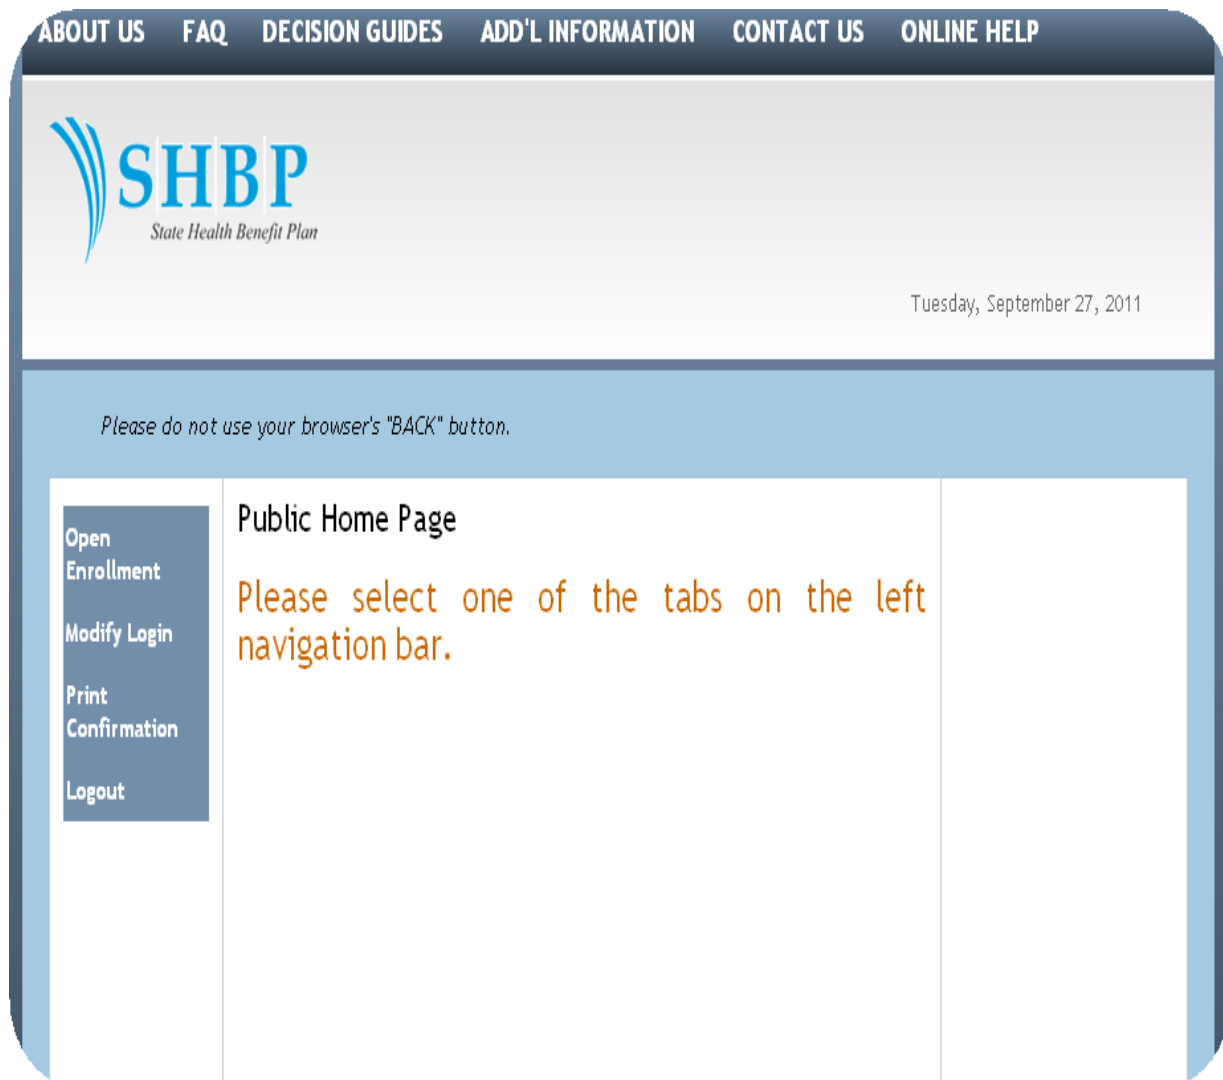 ABOUT US FAQ DECISION GUIDES ADD'L INFORMATION CONTACT US ONLINE HELP
SHBP
State Health Benefit Plan
Tuesday, September 27, 2011
Please do not use your browser's "BACK" button.
Open
Enrollment
Modify Login
Print
Confirmation
Logout
Public Home Page
Please select one of the tabs on the left
navigation bar.